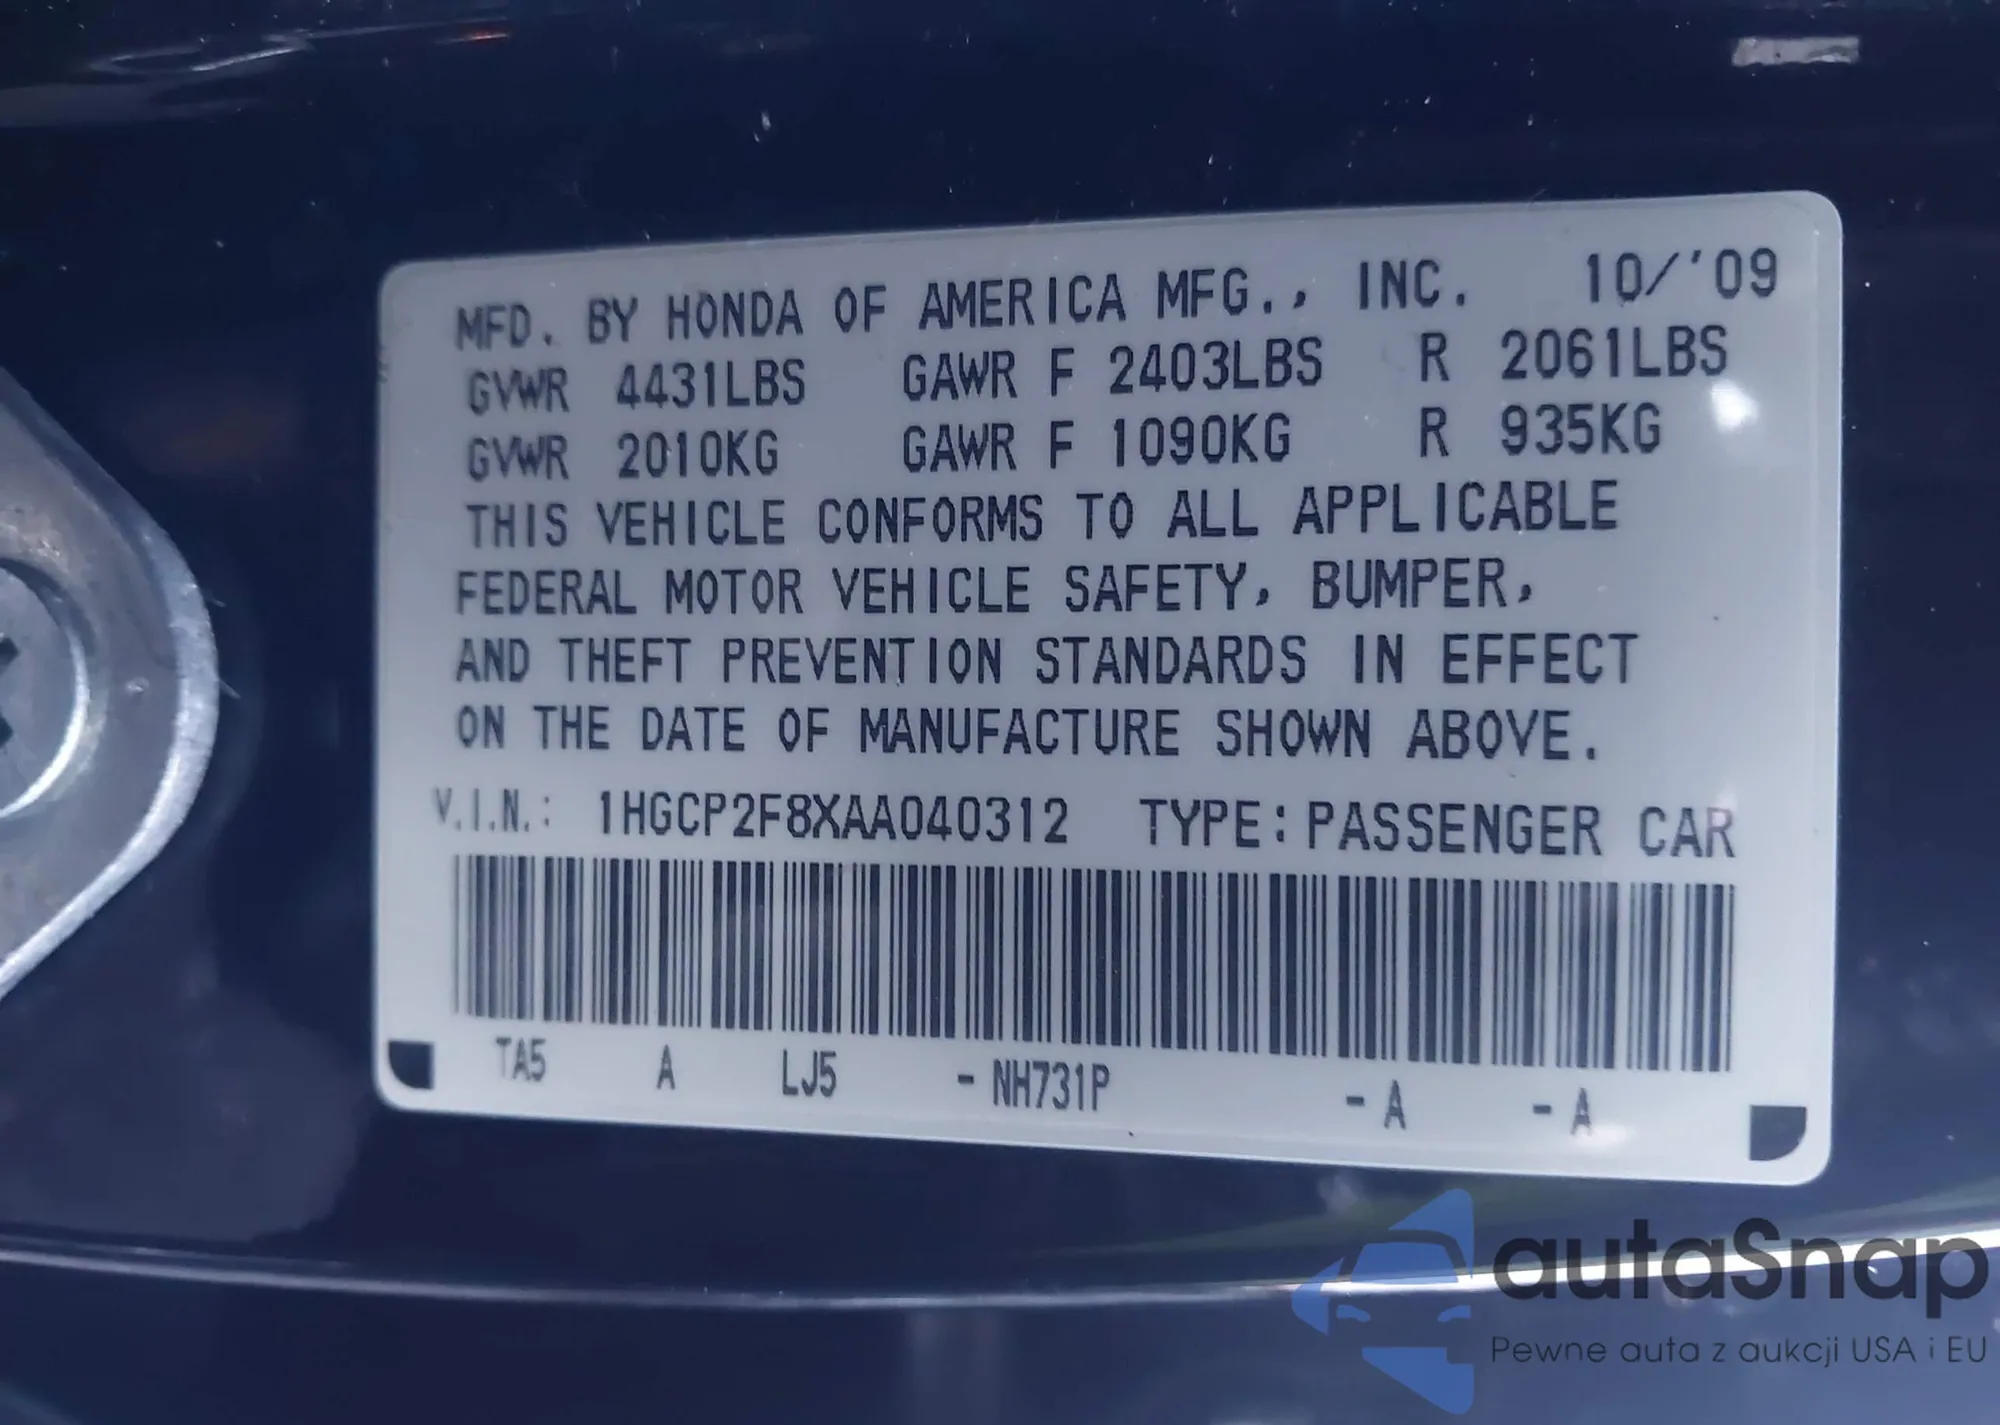 MFD. BY HONDA OF AMERICA MFG., INC. 10/'09
GVWR 4431LBS GAWR F 2403LBS R 2061LBS
GVWR 2010KG GAWR F 1090KG R 935KG
THIS VEHICLE CONFORMS TO ALL APPLICABLE
FEDERAL MOTOR VEHICLE SAFETY, BUMPER,
AND THEFT PREVENTION STANDARDS IN EFFECT
ON THE DATE OF MANUFACTURE SHOWN ABOVE.
V.I.N.: 1HGCP2F8XAA040312 TYPE:PASSENGER CAR
TA5 A LJ5 -NH731P -A -A
autaSnap
Pewne auta z aukcji USA i EU